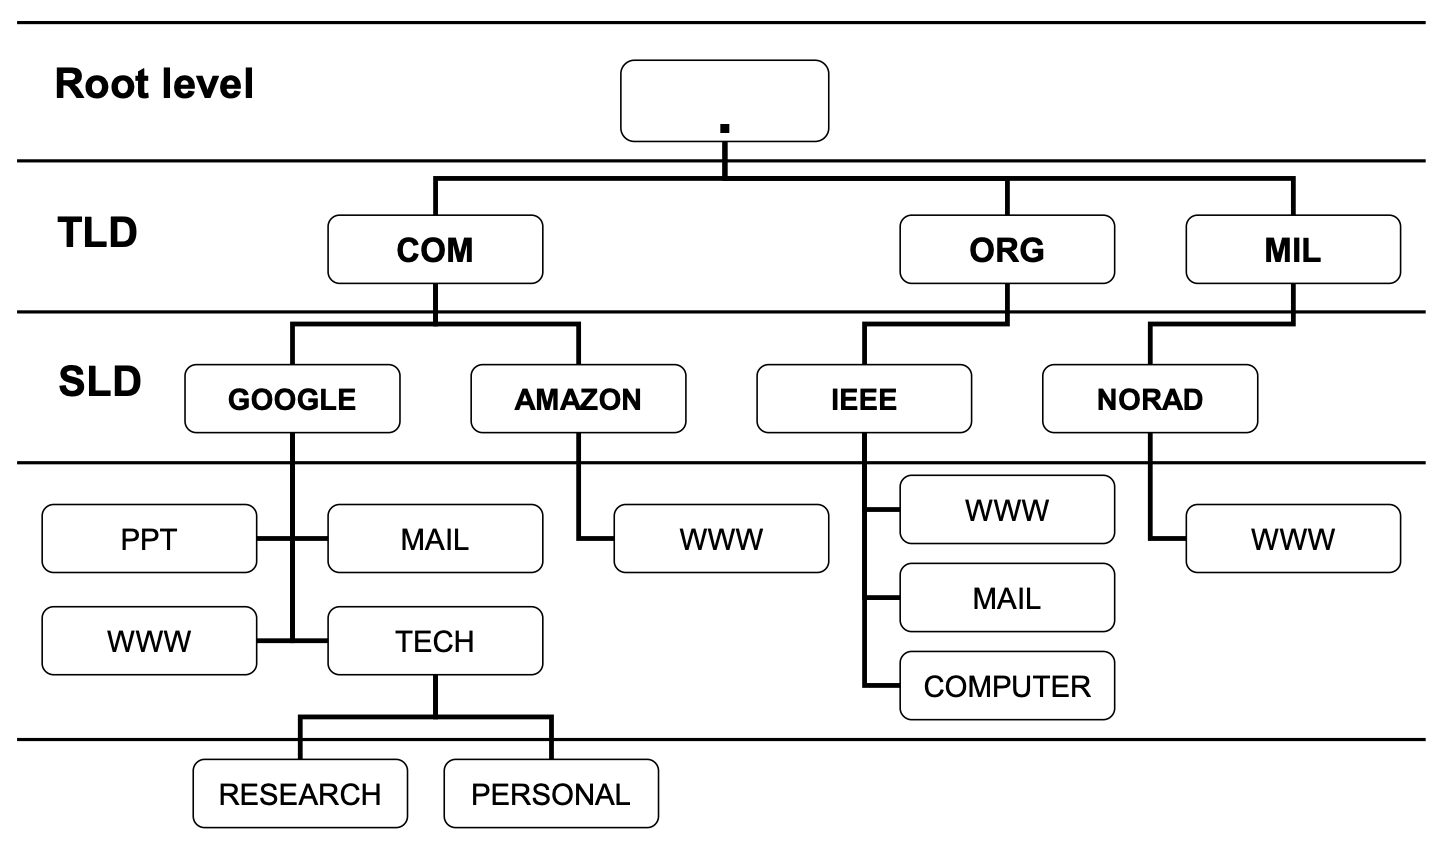 Root level
.
TLD
COM
ORG
MIL
SLD
GOOGLE
AMAZON
IEEE
NORAD
PPT
MAIL
WWW
WWW
WWW
MAIL
WWW
TECH
COMPUTER
RESEARCH
PERSONAL